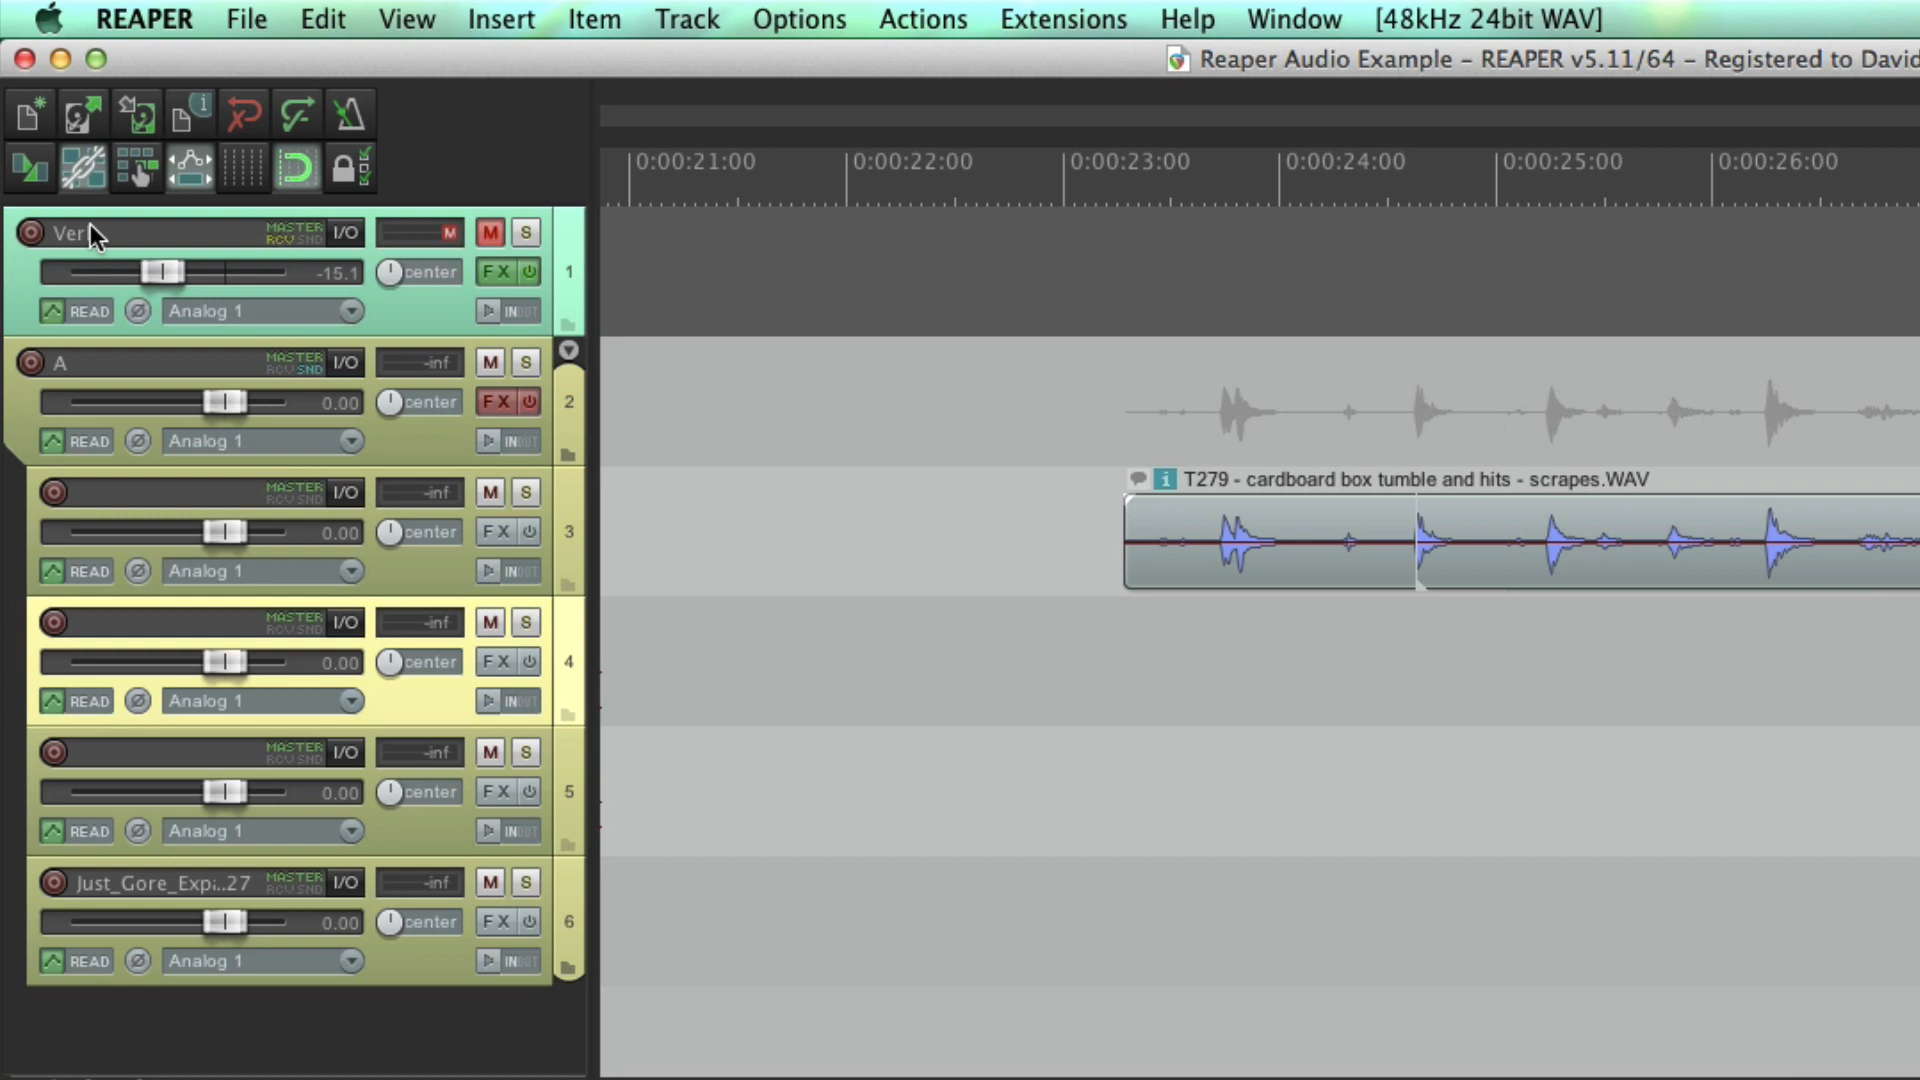 REAPER File Edit View Insert Item Track Options Actions Extensions Help Window [48kHz 24bit WAV]
Reaper Audio Example - REAPER v5.11/64 - Registered to David
0:00:21:00 0:00:22:00 0:00:23:00 0:00:24:00 0:00:25:00 0:00:26:00
Ver MASTER RCV SND I/O M M S
-15.1 center FX 1
READ Analog 1 IN OUT
A MASTER RCV SND I/O -inf M S
0.00 center FX 2
READ Analog 1 IN OUT
MASTER RCV SND I/O -inf M S
T279 - cardboard box tumble and hits - scrapes.WAV
0.00 center FX 3
READ Analog 1 IN OUT
MASTER RCV SND I/O -inf M S
0.00 center FX 4
READ Analog 1 IN OUT
MASTER RCV SND I/O -inf M S
0.00 center FX 5
READ Analog 1 IN OUT
Just_Gore_Exp...27 MASTER RCV SND I/O -inf M S
0.00 center FX 6
READ Analog 1 IN OUT